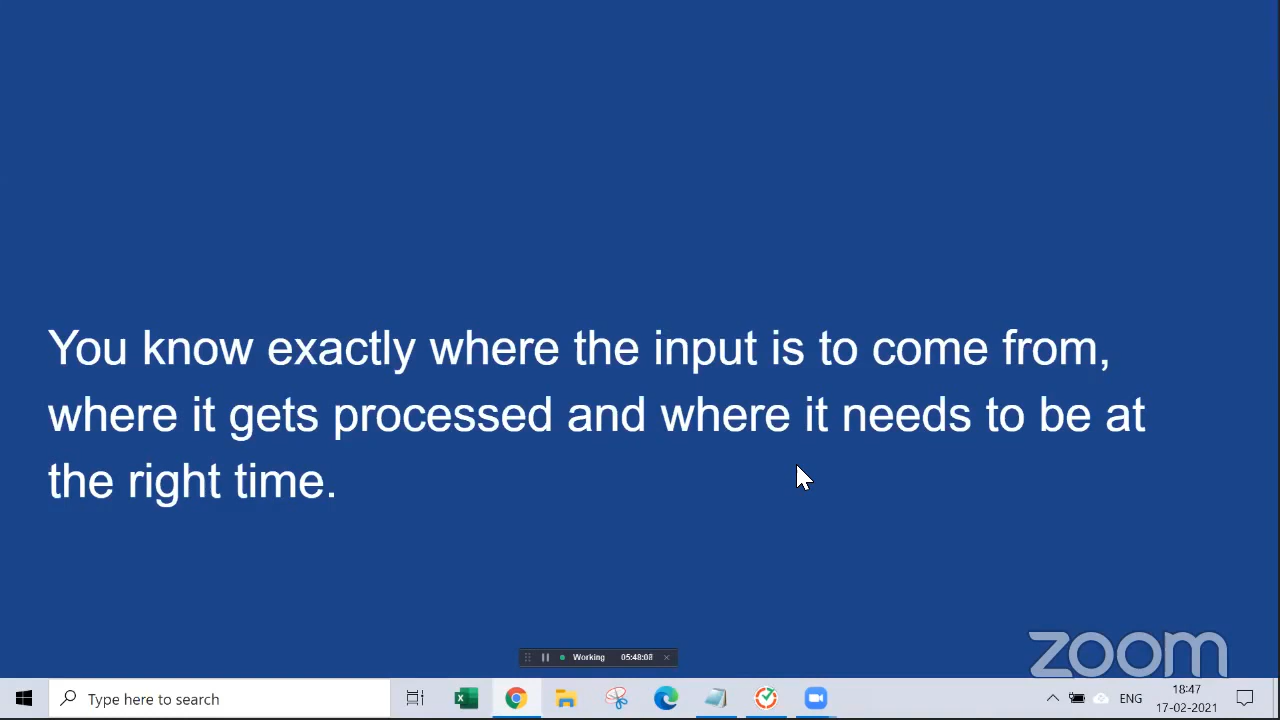 You know exactly where the input is to come from,
where it gets processed and where it needs to be at
the right time.
Working 05:48:08
zoom
Type here to search
ENG
18:47
17-02-2021